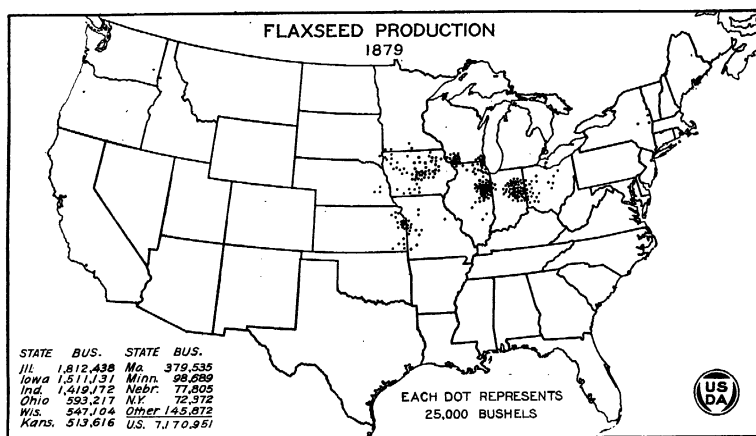 FLAXSEED PRODUCTION
1879
STATE BUS. STATE BUS.
Ill. 1,812,438 Mo. 379,535
Iowa 1,511,131 Minn. 98,689
Ind. 1,419,172 Nebr. 77,805
Ohio 593,217 N.Y. 72,372
Wis. 547,104 Other 145,872
Kans. 513,616 U.S. 7,170,951
EACH DOT REPRESENTS
25,000 BUSHELS
US
DA